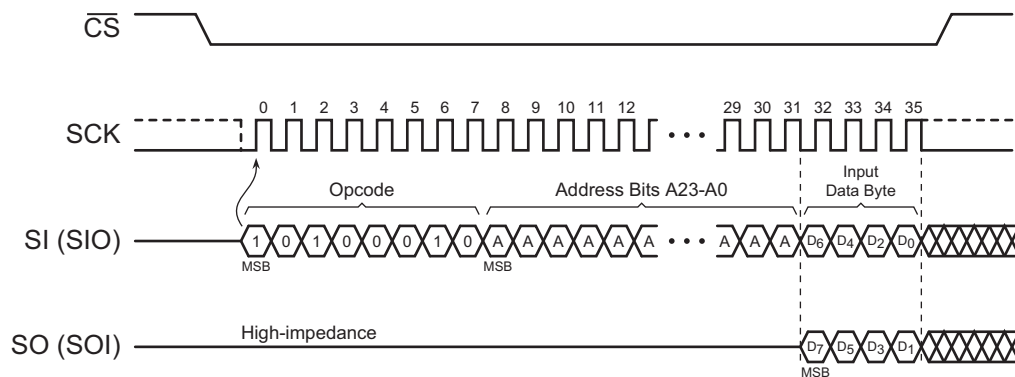 CS
0 1 2 3 4 5 6 7 8 9 10 11 12 29 30 31 32 33 34 35
SCK
Opcode Address Bits A23-A0 Input
Data Byte
SI (SIO) 1 0 1 0 0 0 1 0 A A A A A A • • • A A A D6 D4 D2 D0
MSB MSB
High-impedance
SO (SOI) D7 D5 D3 D1
MSB